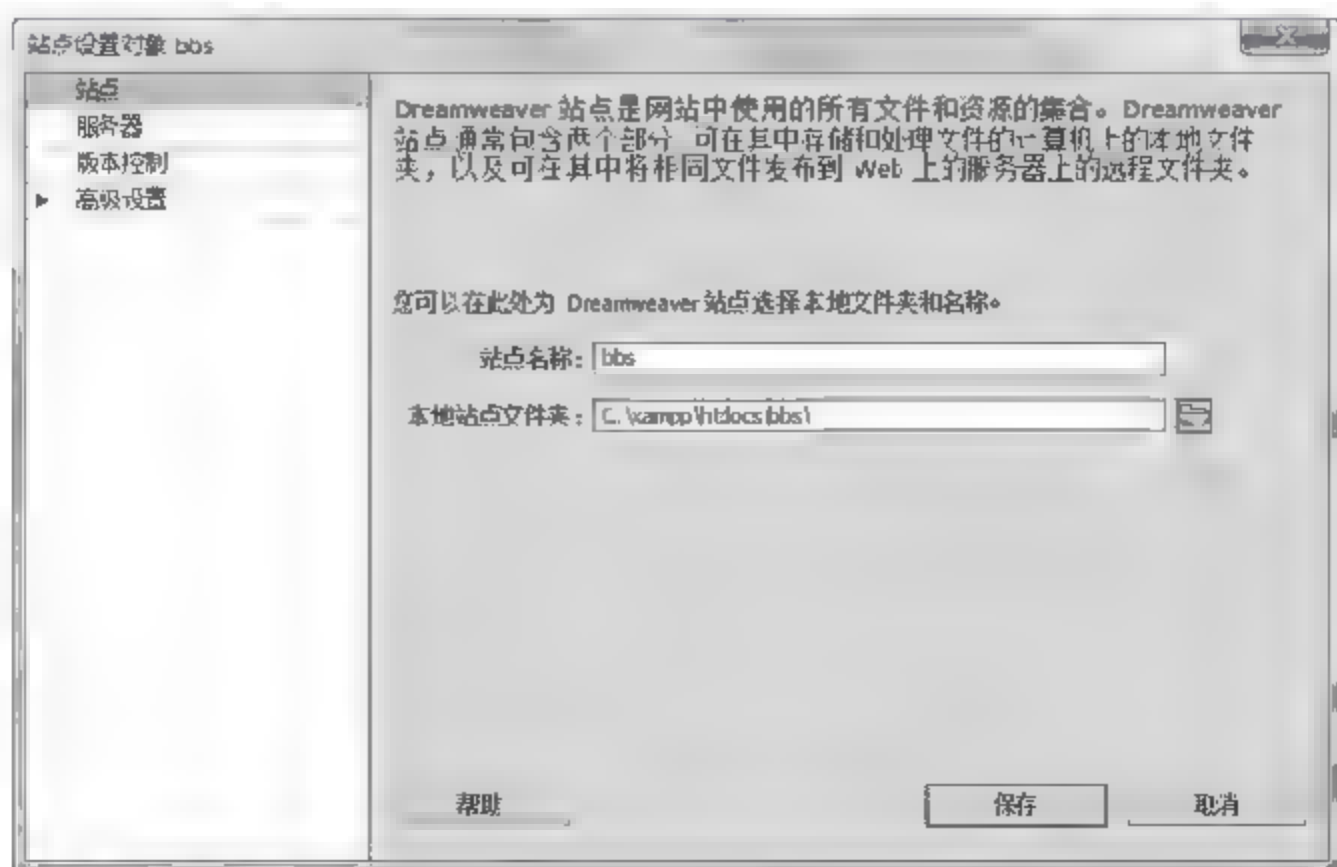 站点设置对象 bbs
站点
服务器
版本控制
高级设置
Dreamweaver 站点是网站中使用的所有文件和资源的集合。Dreamweaver
站点通常包含两个部分 可在其中存储和处理文件的计算机上的本地文件
夹，以及可在其中将相同文件发布到 Web 上的服务器上的远程文件夹。
您可以在此处为 Dreamweaver 站点选择本地文件夹和名称。
站点名称： bbs
本地站点文件夹： C:\xampp\htdocs\bbs\
帮助
保存
取消